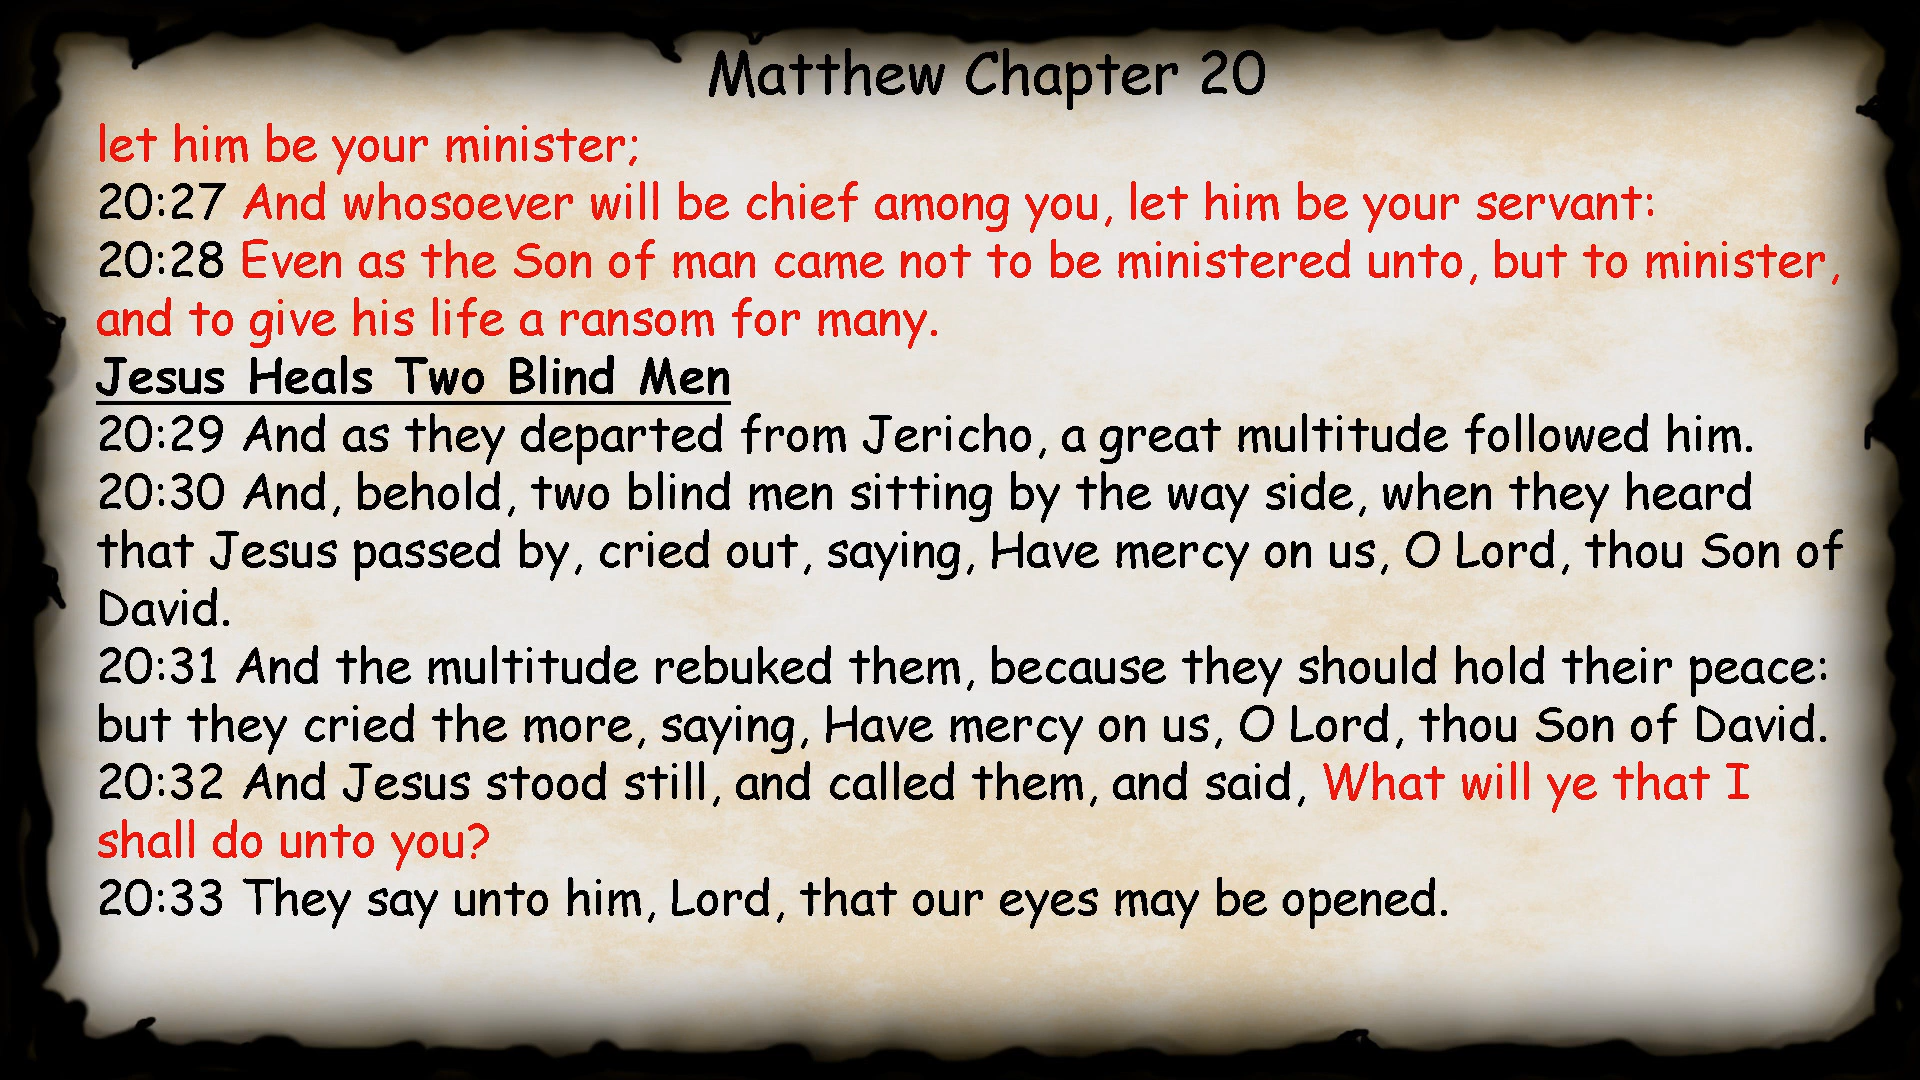 Matthew Chapter 20
let him be your minister;
20:27 And whosoever will be chief among you, let him be your servant:
20:28 Even as the Son of man came not to be ministered unto, but to minister,
and to give his life a ransom for many.
Jesus Heals Two Blind Men
20:29 And as they departed from Jericho, a great multitude followed him.
20:30 And, behold, two blind men sitting by the way side, when they heard
that Jesus passed by, cried out, saying, Have mercy on us, O Lord, thou Son of
David.
20:31 And the multitude rebuked them, because they should hold their peace:
but they cried the more, saying, Have mercy on us, O Lord, thou Son of David.
20:32 And Jesus stood still, and called them, and said, What will ye that I
shall do unto you?
20:33 They say unto him, Lord, that our eyes may be opened.